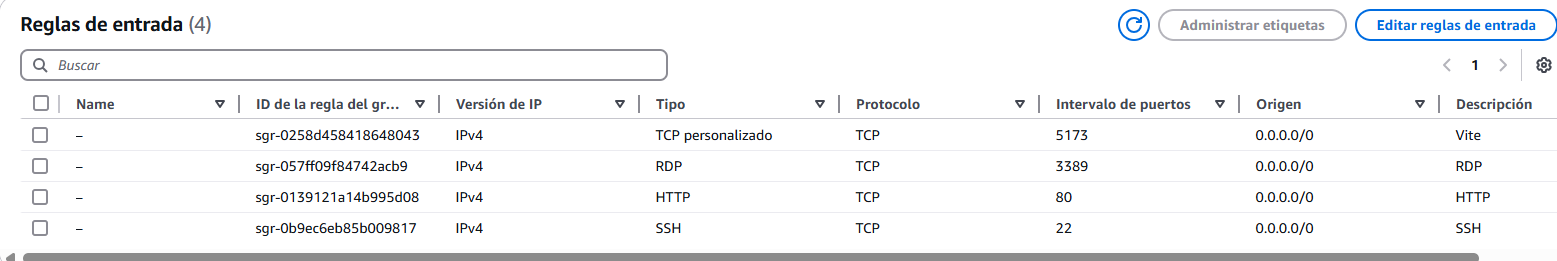 Reglas de entrada (4)
Administrar etiquetas
Editar reglas de entrada
Buscar
1
Name ID de la regla del gr... Versión de IP Tipo Protocolo Intervalo de puertos Origen Descripción
– sgr-0258d458418648043 IPv4 TCP personalizado TCP 5173 0.0.0.0/0 Vite
– sgr-057ff09f84742acb9 IPv4 RDP TCP 3389 0.0.0.0/0 RDP
– sgr-0139121a14b995d08 IPv4 HTTP TCP 80 0.0.0.0/0 HTTP
– sgr-0b9ec6eb85b009817 IPv4 SSH TCP 22 0.0.0.0/0 SSH